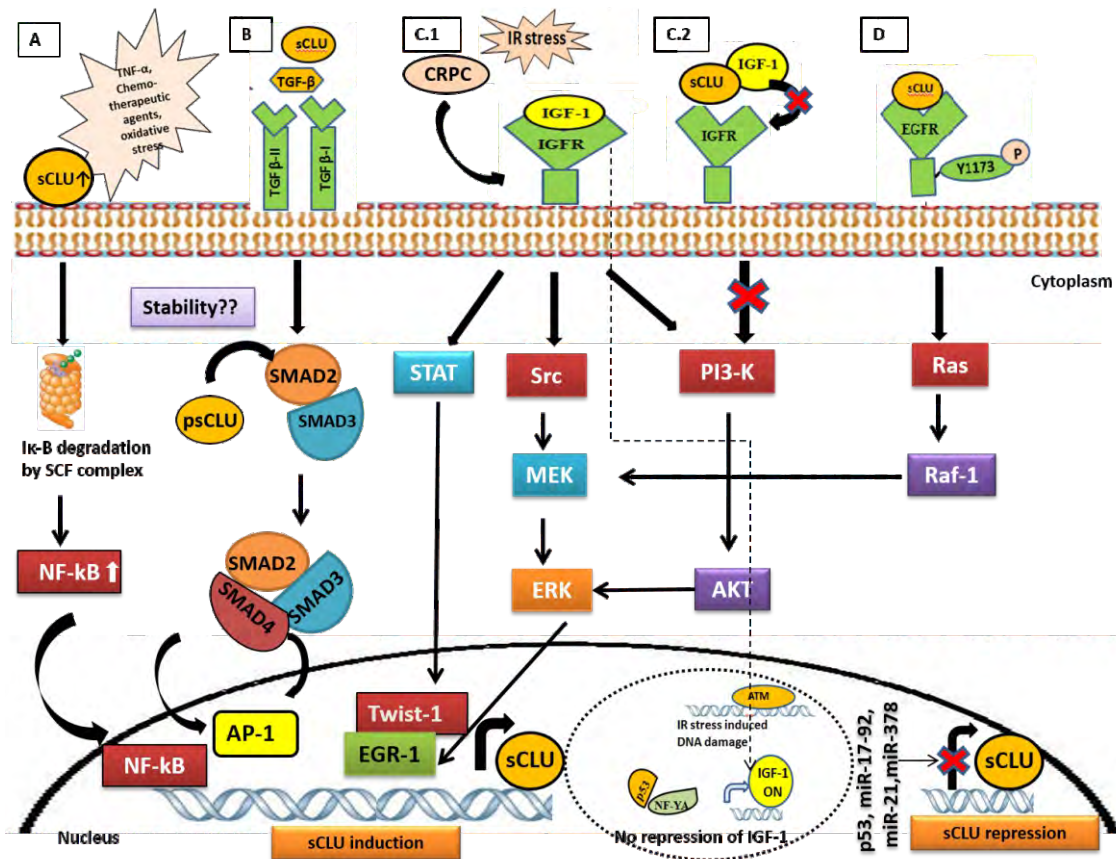 A
TNF-α,
Chemo-
therapeutic
agents,
oxidative
stress
sCLU↑
B
sCLU
TGF-β
TGF β-II
TGF β-I
C.1
IR stress
CRPC
IGF-1
IGFR
C.2
IGF-1
sCLU
IGFR
D
sCLU
EGFR
Y1173
P
Cytoplasm
Stability??
SMAD2
psCLU
SMAD3
STAT
Src
PI3-K
Ras
Iκ-B degradation
by SCF complex
MEK
Raf-1
NF-kB ↑
SMAD2
SMAD4
SMAD3
ERK
AKT
AP-1
NF-kB
Twist-1
EGR-1
sCLU
ATM
IR stress induced
DNA damage
P-53
NF-YA
IGF-1
ON
No repression of IGF-1
p53, miR-17-92,
miR-21,miR-378
sCLU
Nucleus
sCLU induction
sCLU repression